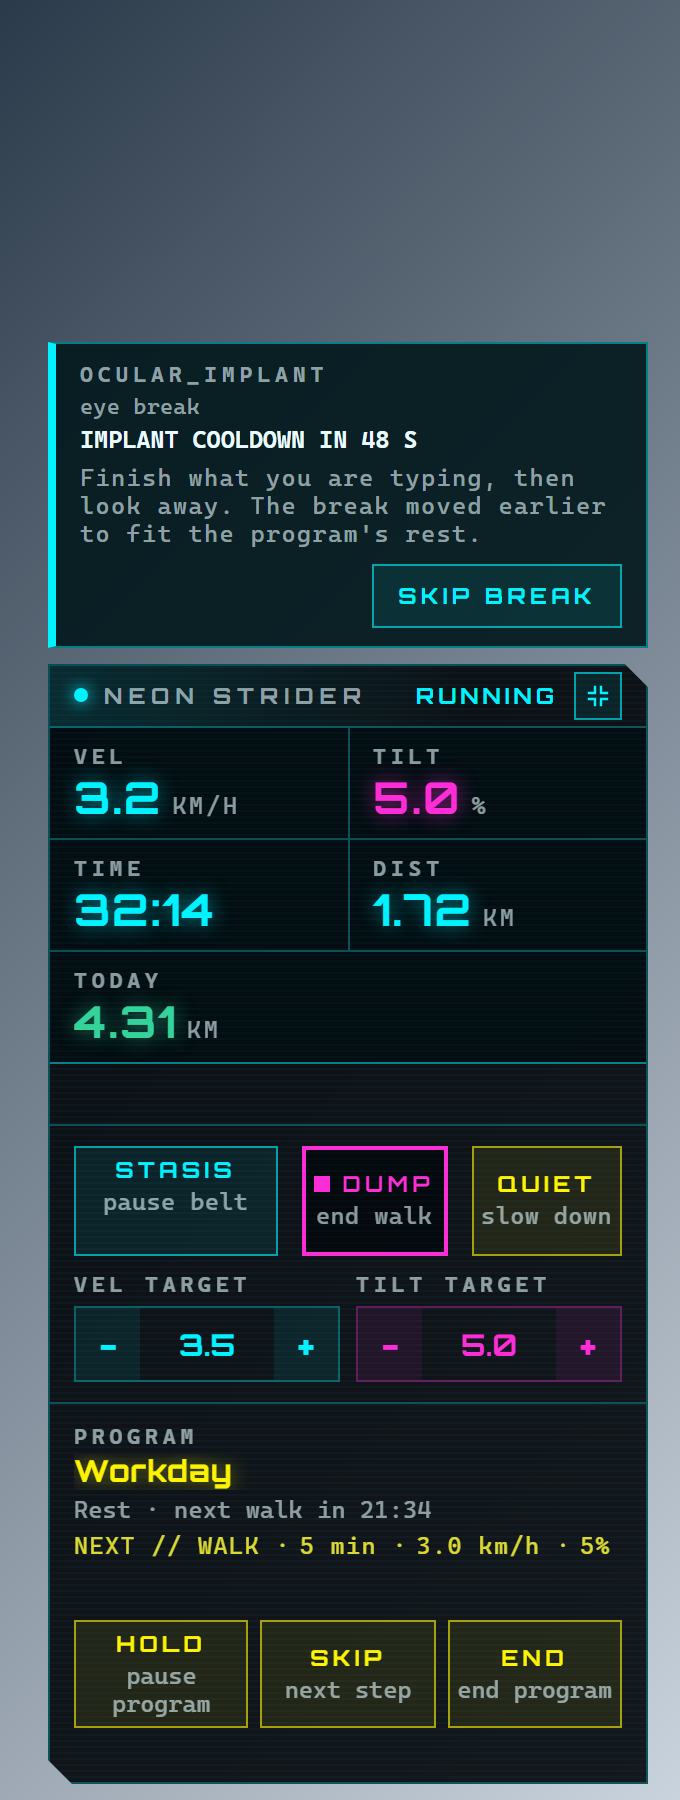 OCULAR_IMPLANT
eye break
IMPLANT COOLDOWN IN 48 S
Finish what you are typing, then
look away. The break moved earlier
to fit the program's rest.
SKIP BREAK
NEON STRIDER RUNNING
VEL TILT
3.2 KM/H 5.0 %
TIME DIST
32:14 1.72 KM
TODAY
4.31 KM
STASIS DUMP QUIET
pause belt end walk slow down
VEL TARGET TILT TARGET
- 3.5 + - 5.0 +
PROGRAM
Workday
Rest · next walk in 21:34
NEXT // WALK · 5 min · 3.0 km/h · 5%
HOLD SKIP END
pause program next step end program